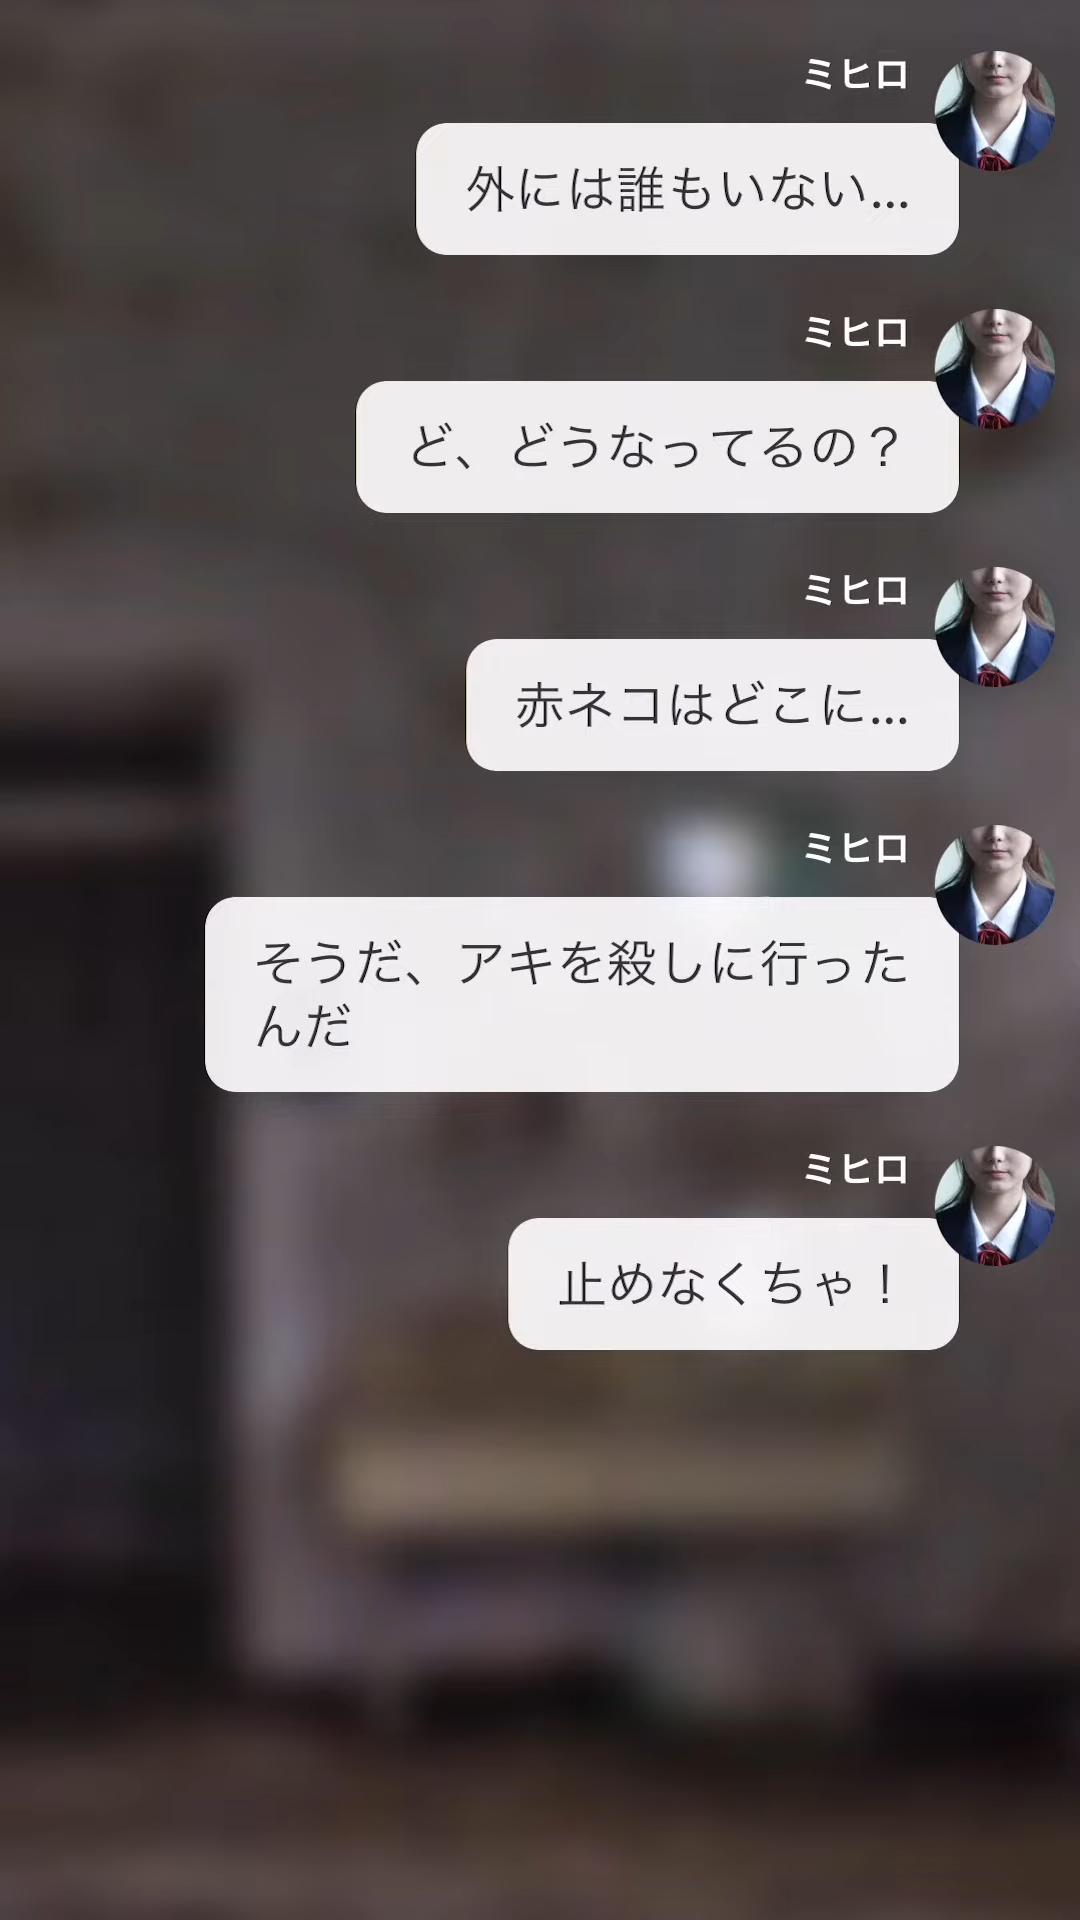 ミヒロ
外には誰もいない...
ミヒロ
ど、どうなってるの？
ミヒロ
赤ネコはどこに...
ミヒロ
そうだ、アキを殺しに行った
んだ
ミヒロ
止めなくちゃ！